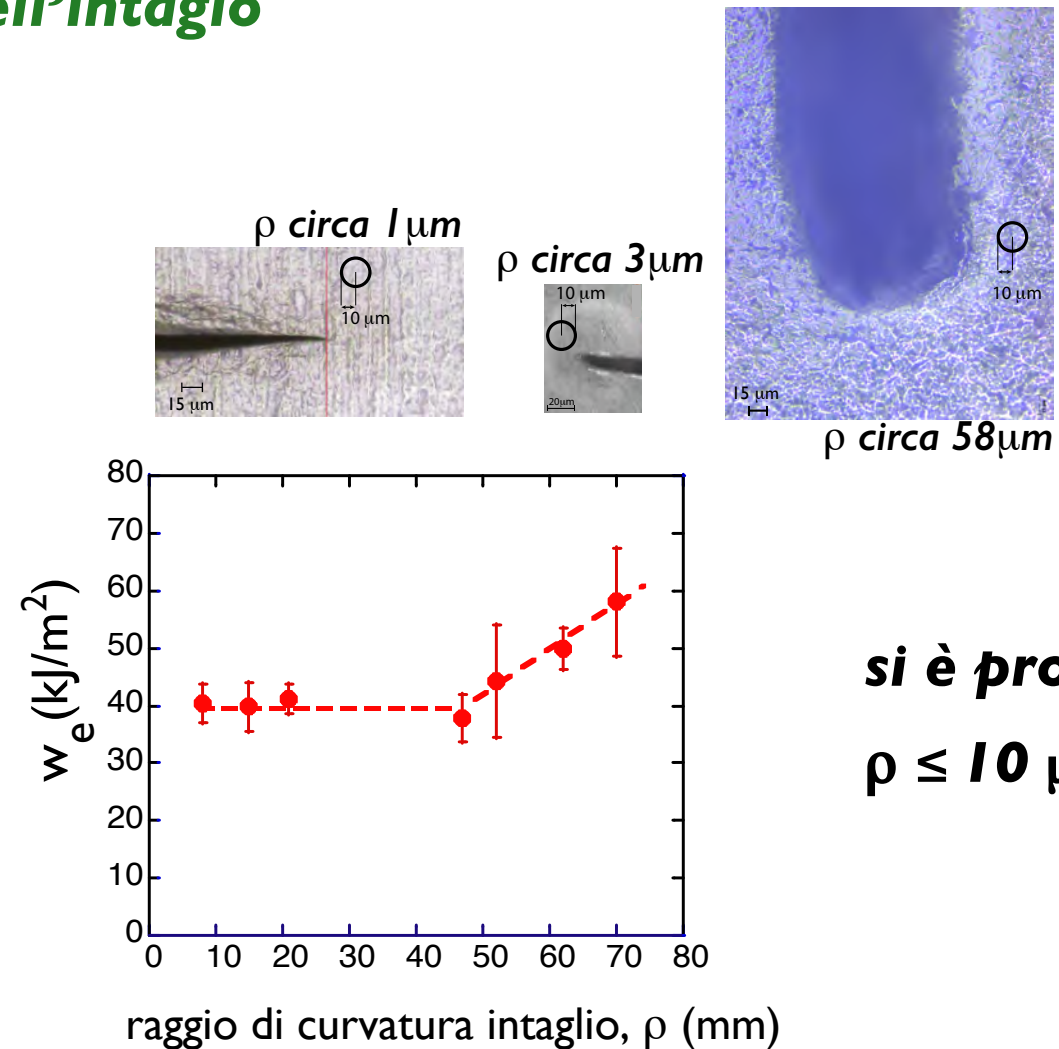 ell'intaglio
ρ circa 1μm
10 μm
15 μm
ρ circa 3μm
10 μm
20μm
10 μm
15 μm
ρ circa 58μm
80
70
60
50
40
30
20
10
0
w_e (kJ/m²)
0 10 20 30 40 50 60 70 80
raggio di curvatura intaglio, ρ (mm)
si è pro
ρ ≤ 10 μ